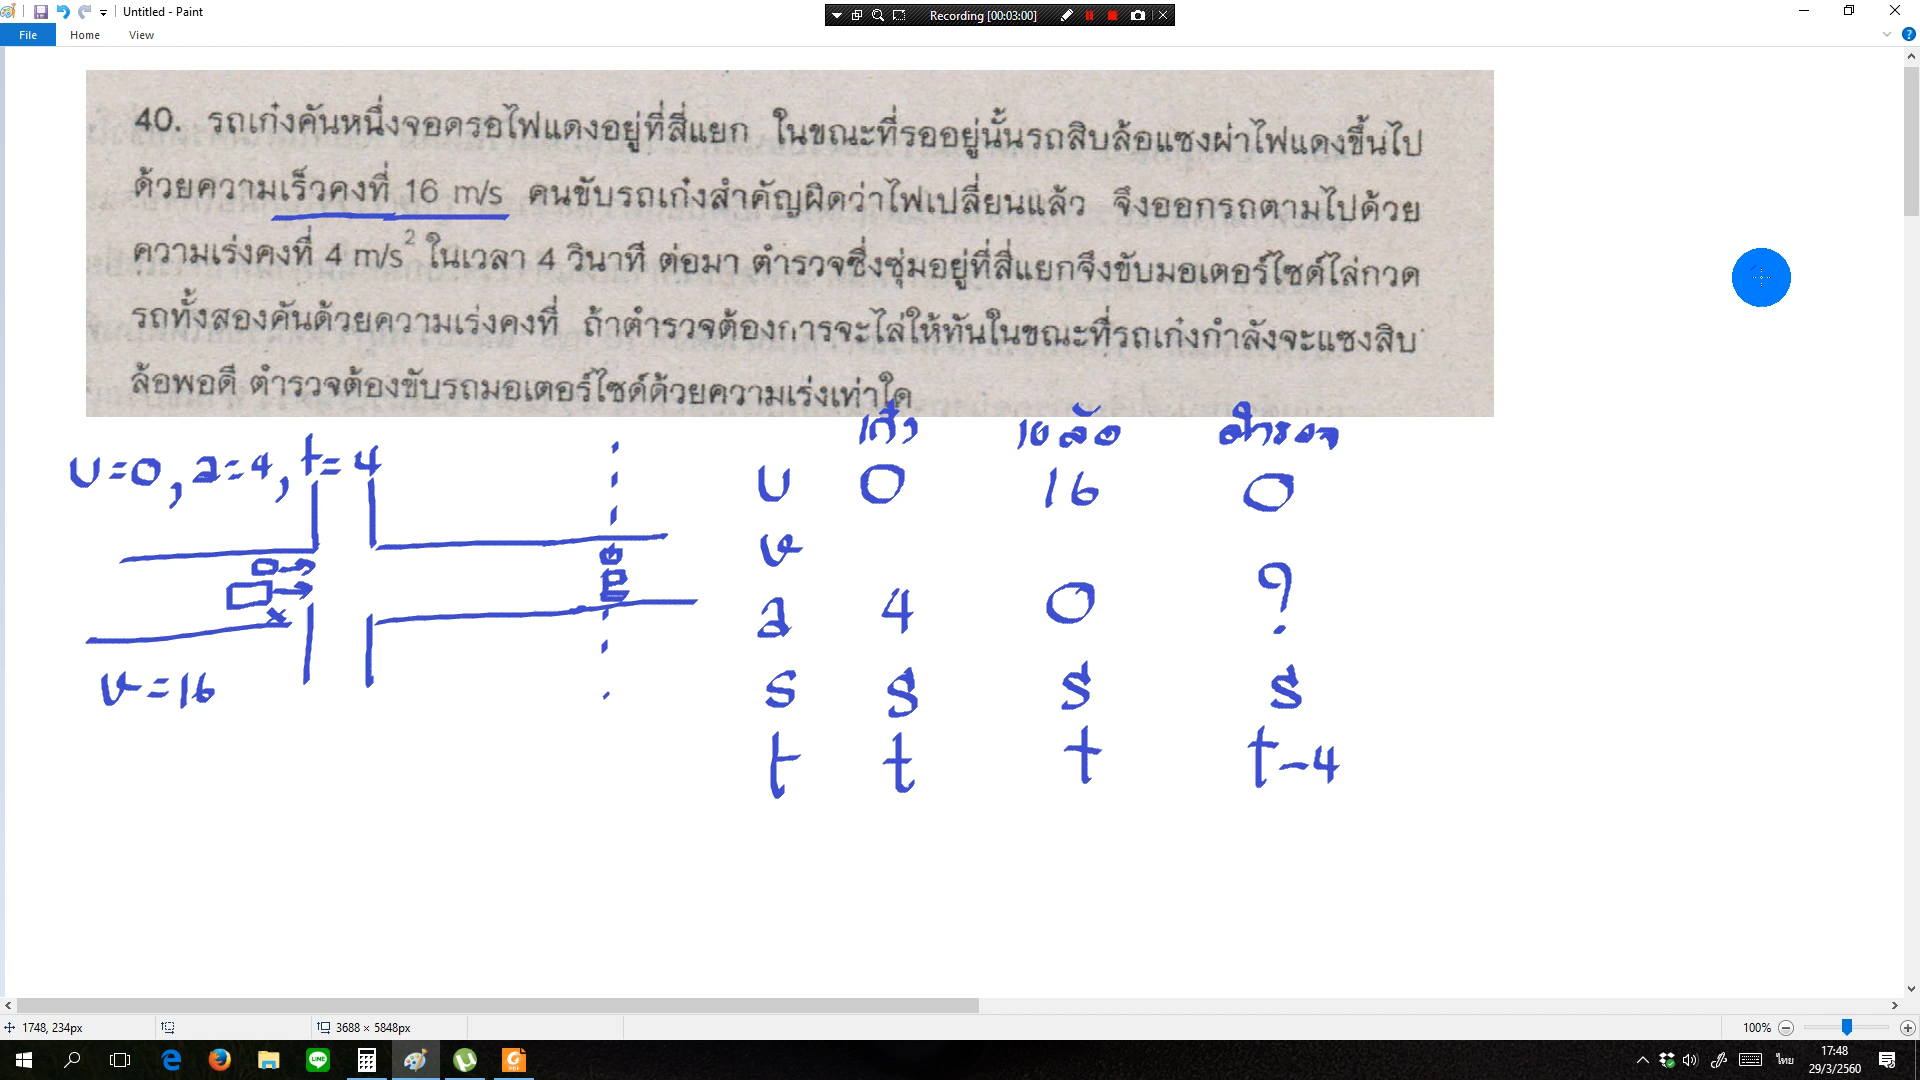 Untitled - Paint
Recording [00:03:00]
File Home View
40. รถเก๋งคันหนึ่งจอดรอไฟแดงอยู่ที่สี่แยก ในขณะที่รออยู่นั้นรถสิบล้อแซงผ่าไฟแดงขึ้นไป
ด้วยความเร็วคงที่ 16 m/s คนขับรถเก๋งสำคัญผิดว่าไฟเปลี่ยนแล้ว จึงออกรถตามไปด้วย
ความเร่งคงที่ 4 m/s² ในเวลา 4 วินาที ต่อมา ตำรวจซึ่งซุ่มอยู่ที่สี่แยกจึงขับมอเตอร์ไซด์ไล่กวด
รถทั้งสองคันด้วยความเร่งคงที่ ถ้าตำรวจต้องการจะไล่ให้ทันในขณะที่รถเก๋งกำลังจะแซงสิบ
ล้อพอดี ตำรวจต้องขับรถมอเตอร์ไซด์ด้วยความเร่งเท่าใด
u=0, a=4, t=4
v=16
เก๋ง 10 ล้อ ตำรวจ
u 0 16 0
v
a 4 0 ?
s s s s
t t t t-4
1748, 234px
3688 × 5848px
100%
LINE
ไทย
17:48
29/3/2560